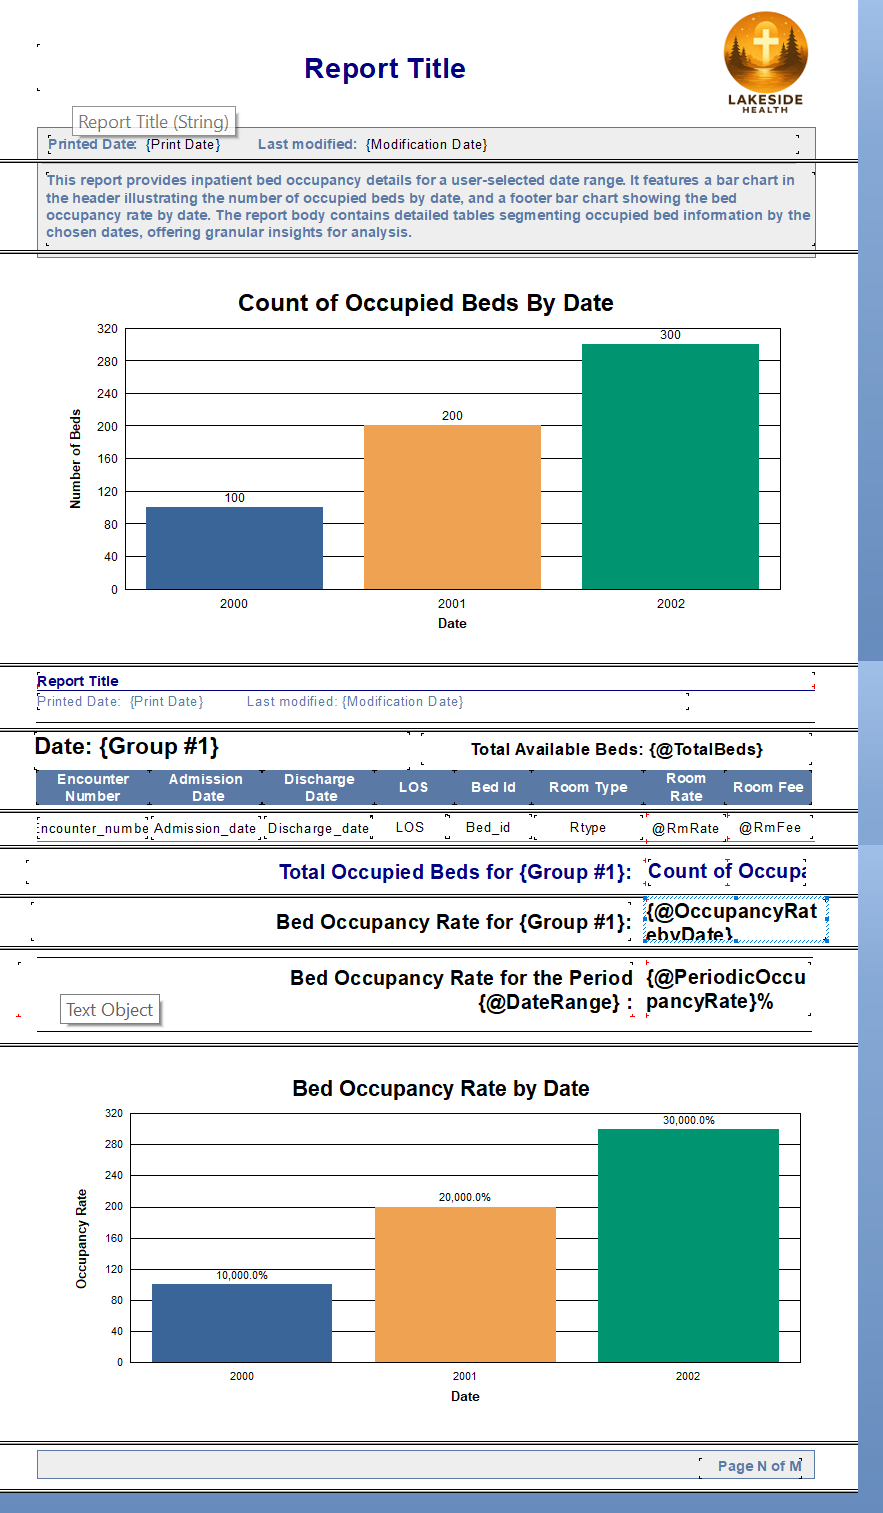 Report Title
LAKESIDE
HEALTH
Report Title (String)
Printed Date: {Print Date} Last modified: {Modification Date}
This report provides inpatient bed occupancy details for a user-selected date range. It features a bar chart in
the header illustrating the number of occupied beds by date, and a footer bar chart showing the bed
occupancy rate by date. The report body contains detailed tables segmenting occupied bed information by the
chosen dates, offering granular insights for analysis.
Count of Occupied Beds By Date
320
280
240
200
160
120
80
40
0
Number of Beds
100
200
300
2000 2001 2002
Date
Report Title
Printed Date: {Print Date} Last modified: {Modification Date}
Date: {Group #1} Total Available Beds: {@TotalBeds}
Encounter Number Admission Date Discharge Date LOS Bed Id Room Type Room Rate Room Fee
ncounter_numbe Admission_date Discharge_date LOS Bed_id Rtype @RmRate @RmFee
Total Occupied Beds for {Group #1}: Count of Occupa
Bed Occupancy Rate for {Group #1}: {@OccupancyRat
ebyDate}
Bed Occupancy Rate for the Period {@PeriodicOccu
{@DateRange} : pancyRate}%
Text Object
Bed Occupancy Rate by Date
320
280
240
200
160
120
80
40
0
Occupancy Rate
10,000.0%
20,000.0%
30,000.0%
2000 2001 2002
Date
Page N of M